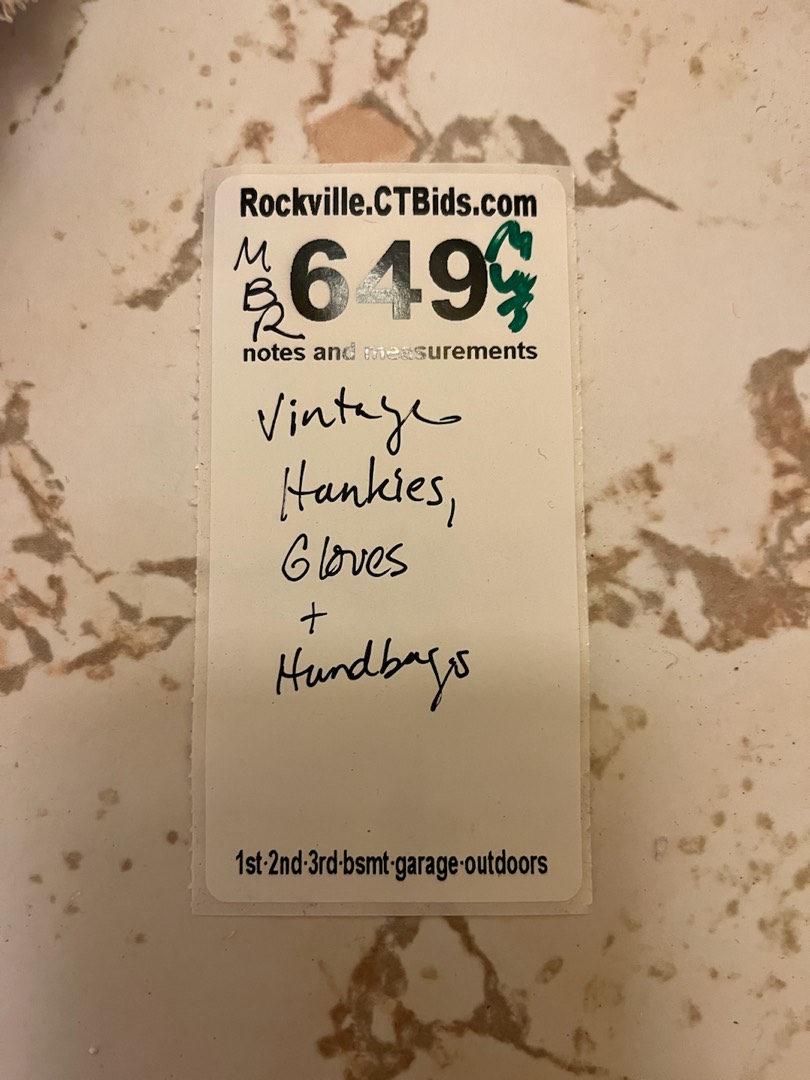 Rockville.CTBids.com
MBR 649
notes and measurements
Vintage
Hankies,
Gloves
+
Handbags
1st·2nd·3rd·bsmt·garage·outdoors